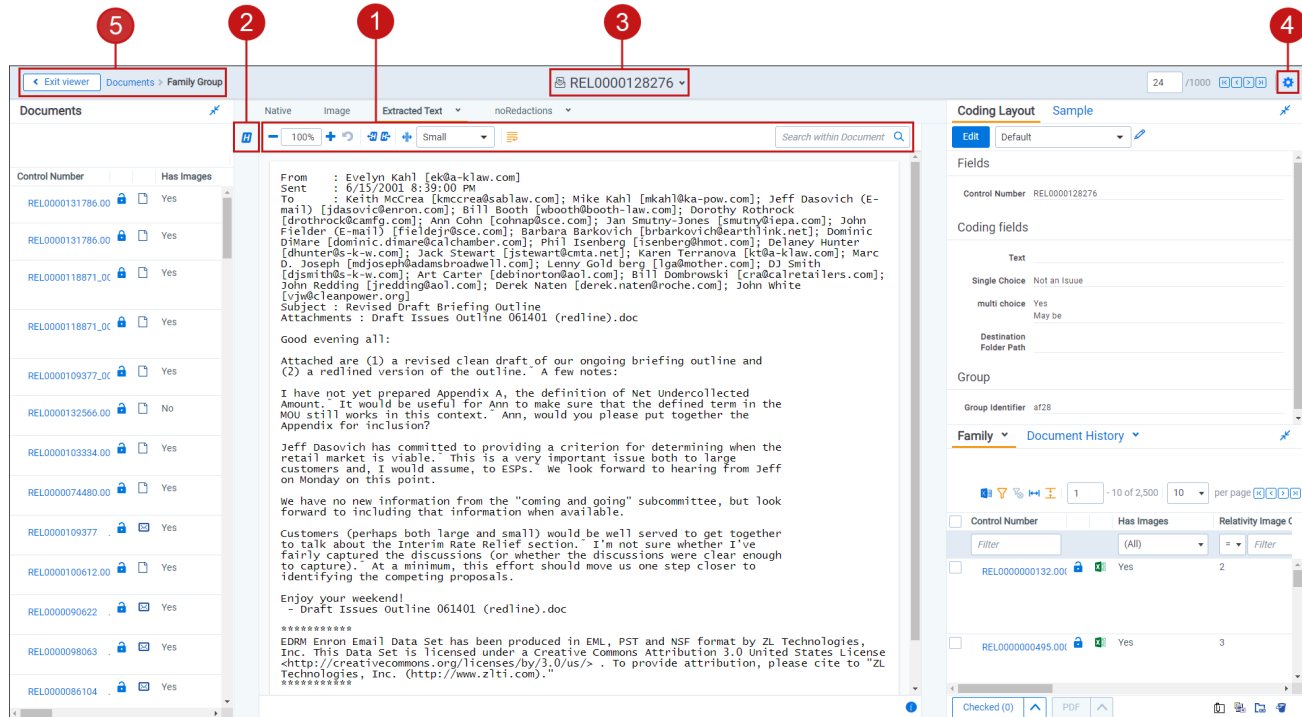 5
2
1
3
4
Exit viewer
Documents > Family Group
REL0000128276
24 /1000
Documents
Control Number Has Images
REL0000131786.00 Yes
REL0000131786.00 Yes
REL0000118871_0C Yes
REL0000118871_0C Yes
REL0000109377_0C Yes
REL0000132566.00 No
REL0000103334.00 Yes
REL0000074480.00 Yes
REL0000109377 . Yes
REL0000100612.00 Yes
REL0000090622 . Yes
REL0000098063 . Yes
REL0000086104 . Yes
Native Image Extracted Text noRedactions
H 100% Small Search within Document
From : Evelyn Kahl [ek@a-klaw.com]
Sent : 6/15/2001 8:39:00 PM
To : Keith McCrea [kmccrea@sablaw.com]; Mike Kahl [mkahl@ka-pow.com]; Jeff Dasovich (E-
mail) [jdasovic@enron.com]; Bill Booth [wbooth@booth-law.com]; Dorothy Rothrock
[drothrock@camfg.com]; Ann Cohn [cohnap@sce.com]; Jan Smutny-Jones [smutny@iepa.com]; John
Fielder (E-mail) [fieldejr@sce.com]; Barbara Barkovich [brbarkovich@earthlink.net]; Dominic
DiMare [dominic.dimare@calchamber.com]; Phil Isenberg [isenberg@hmot.com]; Delaney Hunter
[dhunter@s-k-w.com]; Jack Stewart [jstewart@cmta.net]; Karen Terranova [kt@a-klaw.com]; Marc
D. Joseph [mdjoseph@adamsbroadwell.com]; Lenny Gold berg [lga@mother.com]; DJ Smith
[djsmith@s-k-w.com]; Art Carter [debinorton@aol.com]; Bill Dombrowski [cra@calretailers.com];
John Redding [jredding@aol.com]; Derek Naten [derek.naten@roche.com]; John White
[vjw@cleanpower.org]
Subject : Revised Draft Briefing Outline
Attachments : Draft Issues Outline 061401 (redline).doc
Good evening all:
Attached are (1) a revised clean draft of our ongoing briefing outline and
(2) a redlined version of the outline.¨ A few notes:
I have not yet prepared Appendix A, the definition of Net Undercollected
Amount.¨ It would be useful for Ann to make sure that the defined term in the
MOU still works in this context.¨ Ann, would you please put together the
Appendix for inclusion?
Jeff Dasovich has committed to providing a criterion for determining when the
retail market is viable.¨ This is a very important issue both to large
customers and, I would assume, to ESPs.¨ We look forward to hearing from Jeff
on Monday on this point.
We have no new information from the "coming and going" subcommittee, but look
forward to including that information when available.
Customers (perhaps both large and small) would be well served to get together
to talk about the Interim Rate Relief section.¨ I'm not sure whether I've
fairly captured the discussions (or whether the discussions were clear enough
to capture).¨ At a minimum, this effort should move us one step closer to
identifying the competing proposals.
Enjoy your weekend!
- Draft Issues Outline 061401 (redline).doc
***********
EDRM Enron Email Data Set has been produced in EML, PST and NSF format by ZL Technologies,
Inc. This Data Set is licensed under a Creative Commons Attribution 3.0 United States License
<http://creativecommons.org/licenses/by/3.0/us/> . To provide attribution, please cite to "ZL
Technologies, Inc. (http://www.zlti.com)."
***********
Coding Layout Sample
Edit Default
Fields
Control Number REL0000128276
Coding fields
Text
Single Choice Not an Isuue
multi choice Yes
May be
Destination
Folder Path
Group
Group Identifier af28
Family Document History
1 - 10 of 2,500 10 per page
Control Number Has Images Relativity Image C
Filter (All) = Filter
REL0000000132.000 Yes 2
REL0000000495.000 Yes 3
Checked (0) PDF